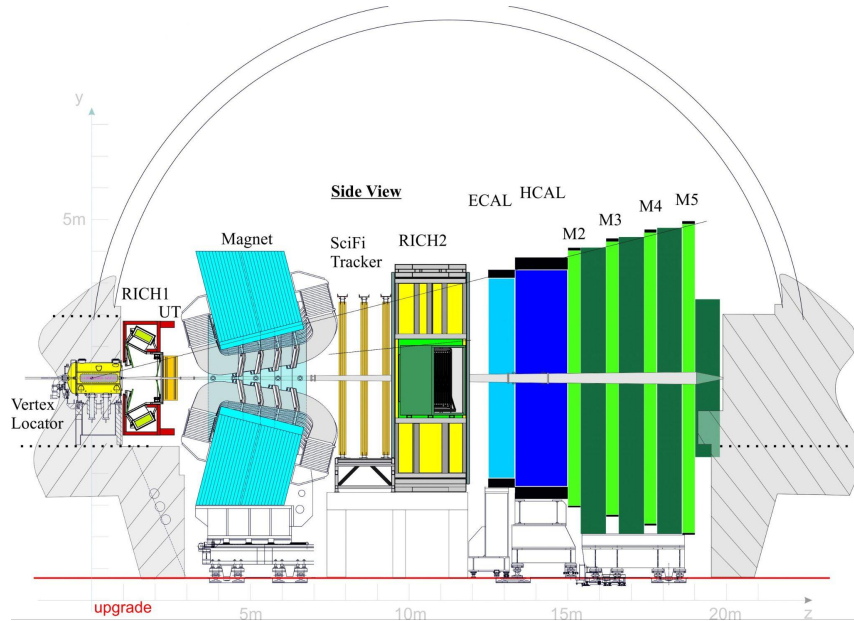 y
Side View
5m
ECAL
HCAL
M2
M3
M4
M5
Magnet
SciFi
Tracker
RICH2
RICH1
UT
Vertex
Locator
upgrade
5m
10m
15m
20m
z